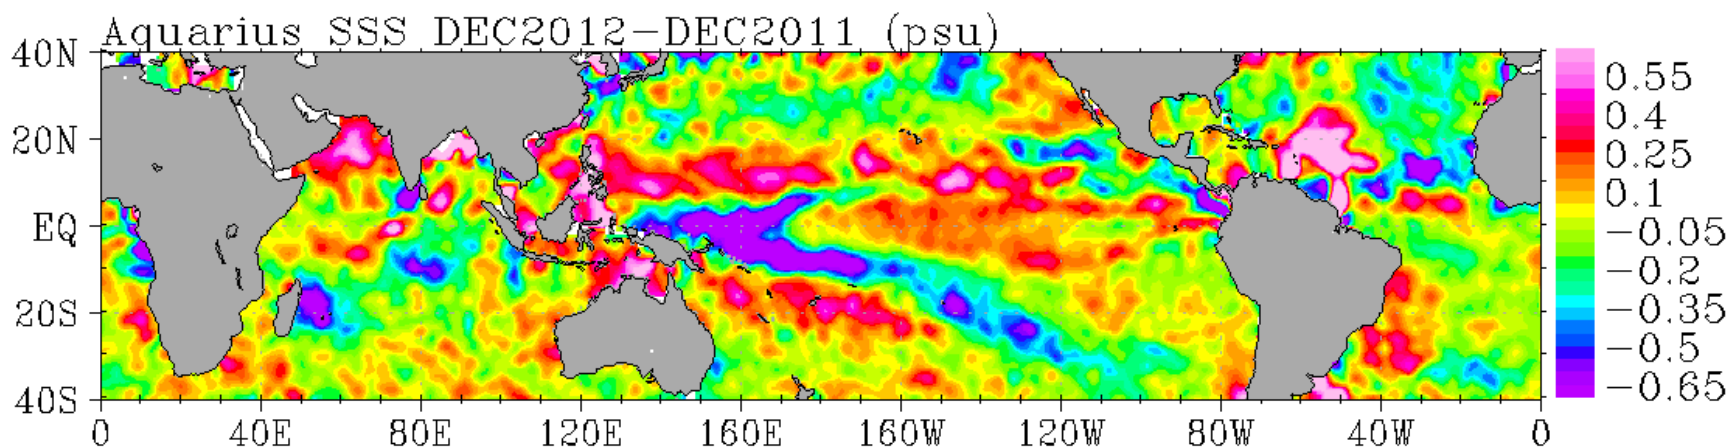 Aquarius SSS DEC2012-DEC2011 (psu)
40N
20N
EQ
20S
40S
0 40E 80E 120E 160E 160W 120W 80W 40W 0
0.55
0.4
0.25
0.1
-0.05
-0.2
-0.35
-0.5
-0.65